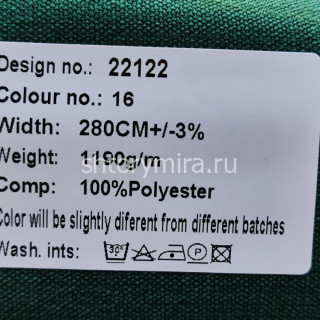 Design no.: 22122
Colour no.: 16
Width: 280CM+/-3%
Weight: 1190g/m
shtorymira.ru
Comp: 100%Polyester
Color will be slightly diferent from different batches
Wash. ints: 30° P